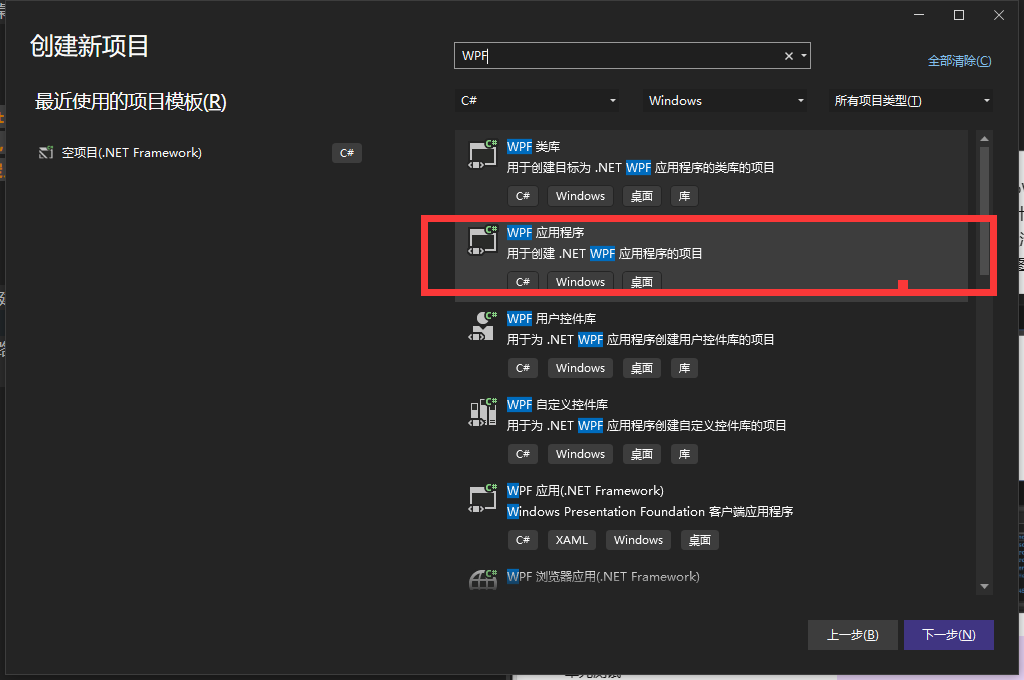 创建新项目
WPF
全部清除(C)
最近使用的项目模板(R)
C#
Windows
所有项目类型(T)
空项目(.NET Framework)
C#
WPF 类库
用于创建目标为 .NET WPF 应用程序的类库的项目
C# Windows 桌面 库
WPF 应用程序
用于创建 .NET WPF 应用程序的项目
C# Windows 桌面
WPF 用户控件库
用于为 .NET WPF 应用程序创建用户控件库的项目
C# Windows 桌面 库
WPF 自定义控件库
用于为 .NET WPF 应用程序创建自定义控件库的项目
C# Windows 桌面 库
WPF 应用(.NET Framework)
Windows Presentation Foundation 客户端应用程序
C# XAML Windows 桌面
WPF 浏览器应用(.NET Framework)
上一步(B)
下一步(N)